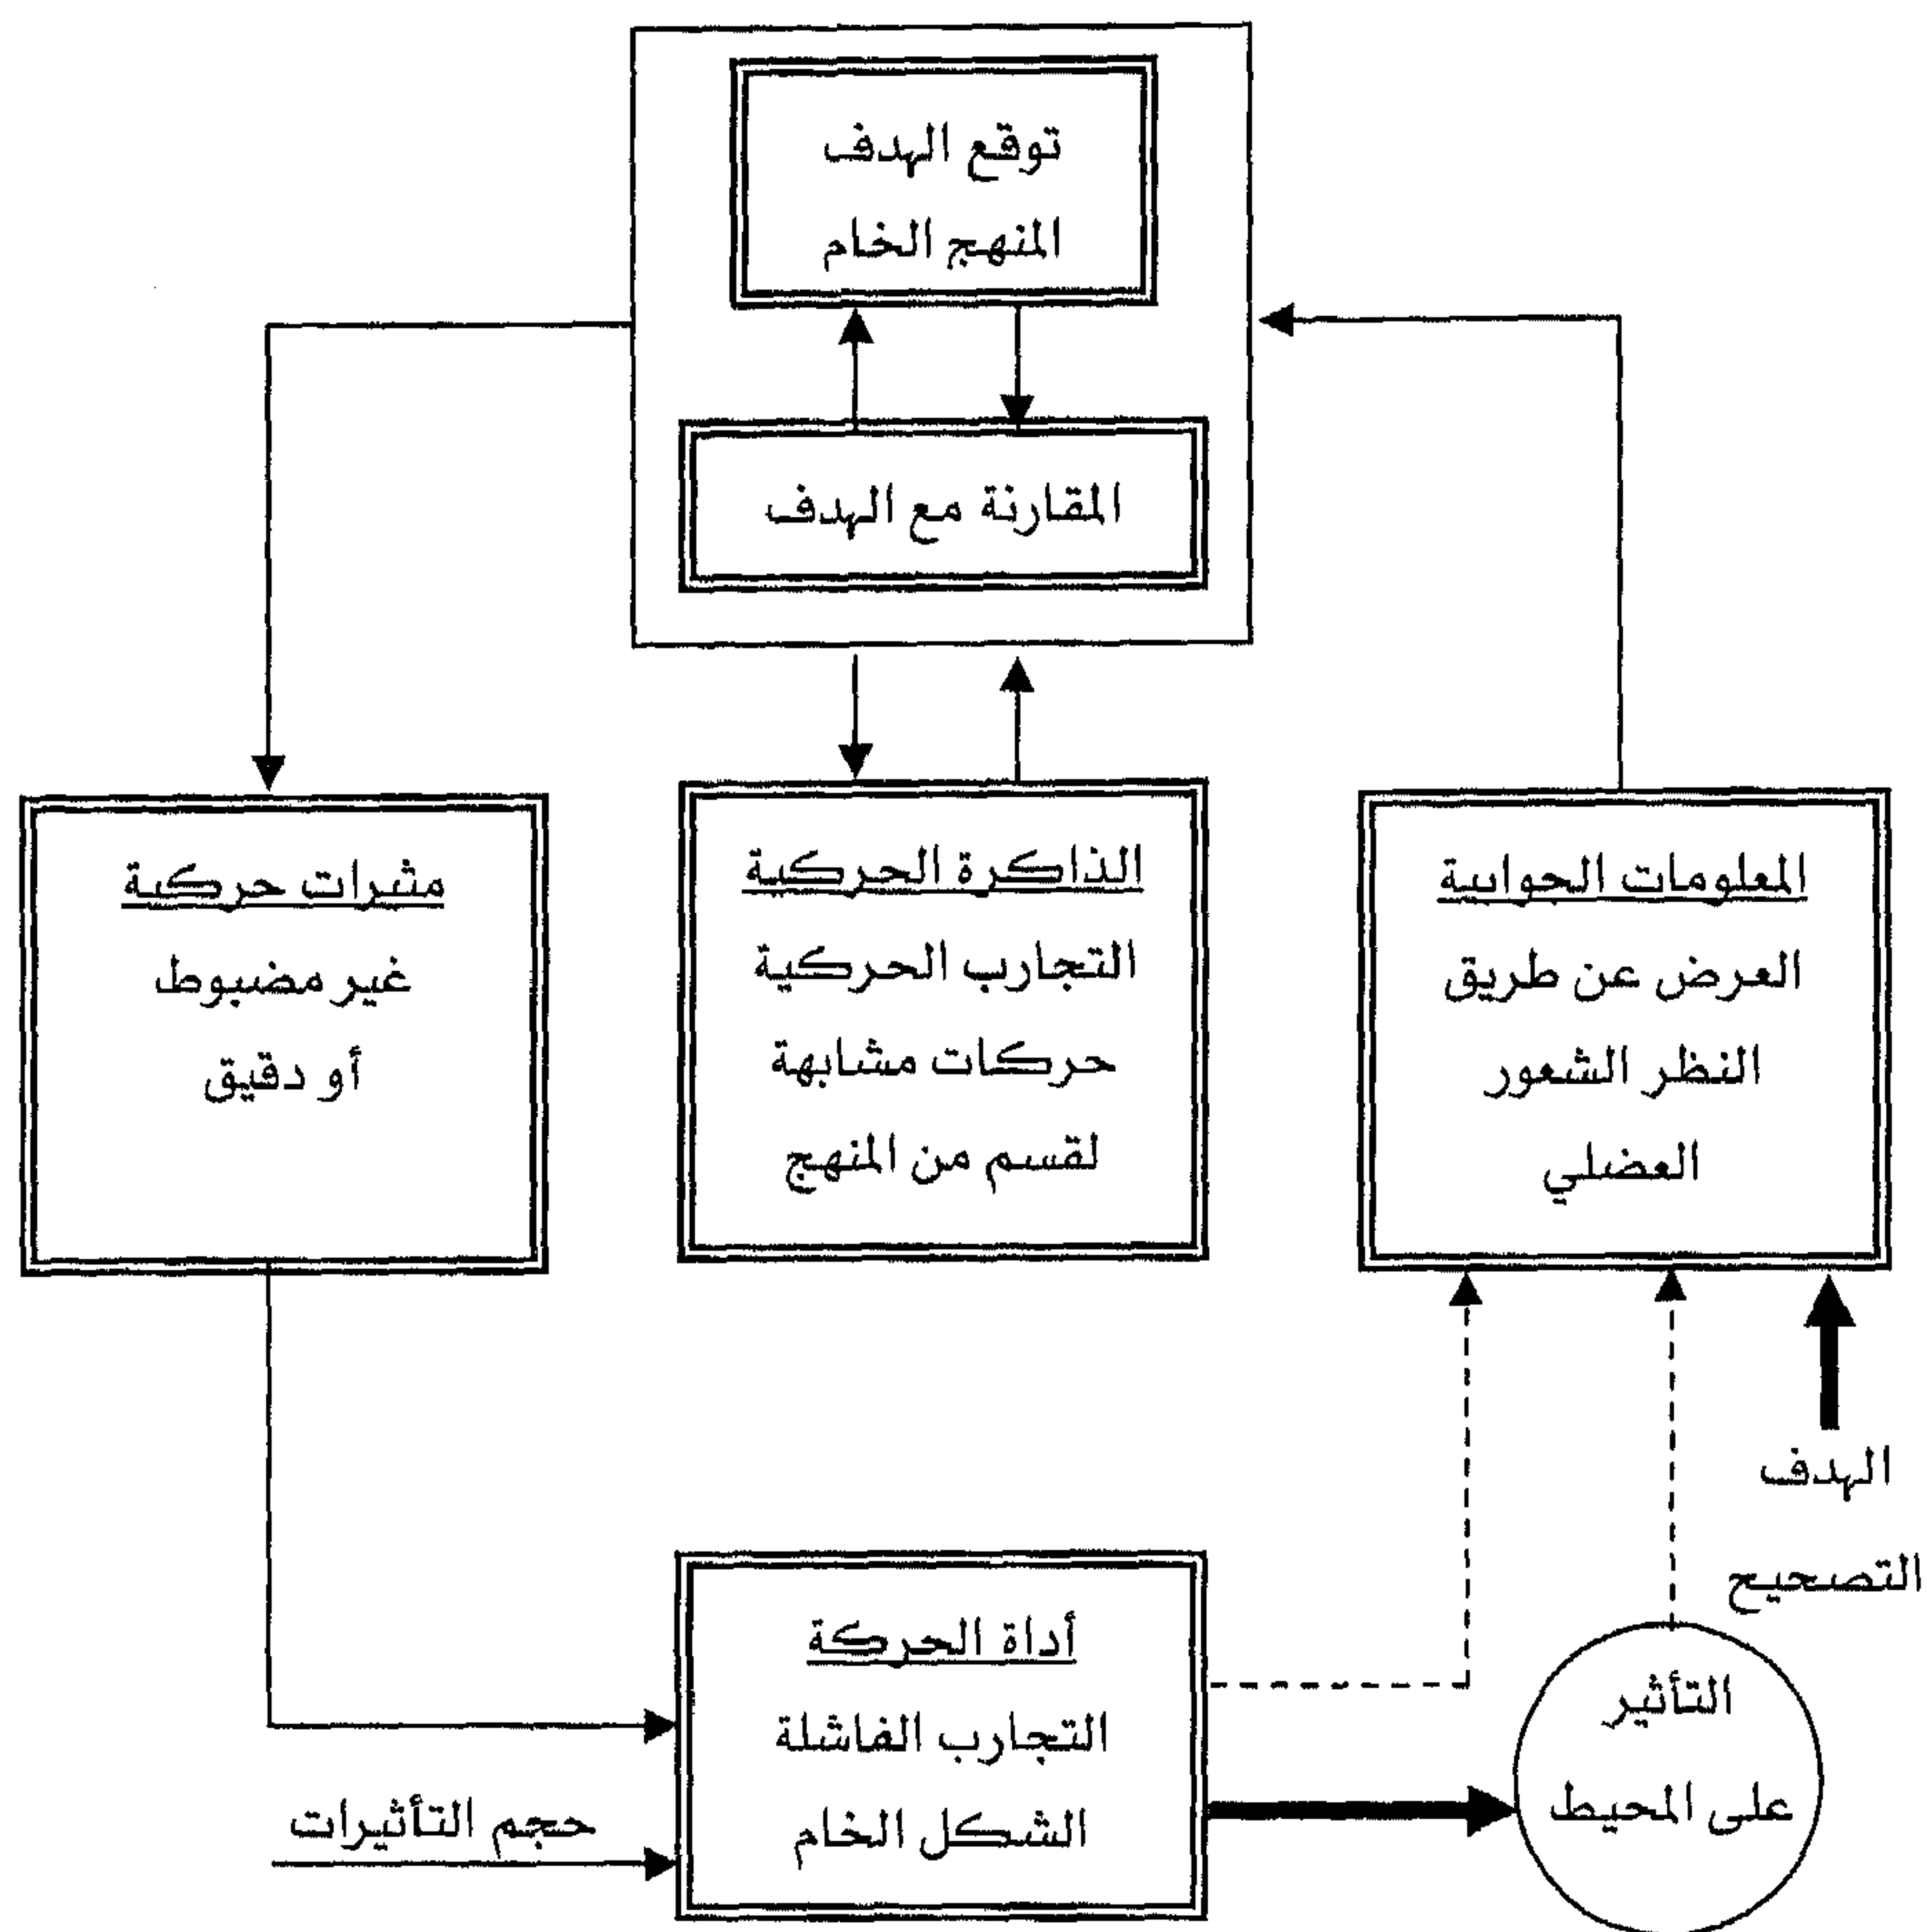 توقع الهدف
المنهج الخام
المقارنة مع الهدف
المعلومات الجوابية
العرض عن طريق
النظر الشعور
العضلي
الذاكرة الحركية
التجارب الحركية
حركات مشابهة
لقسم من المنهج
مثيرات حركية
غير مضبوط
أو دقيق
الهدف
التصحيح
التأثير
على المحيط
أداة الحركة
التجارب الفاشلة
الشكل الخام
حجم التأثيرات